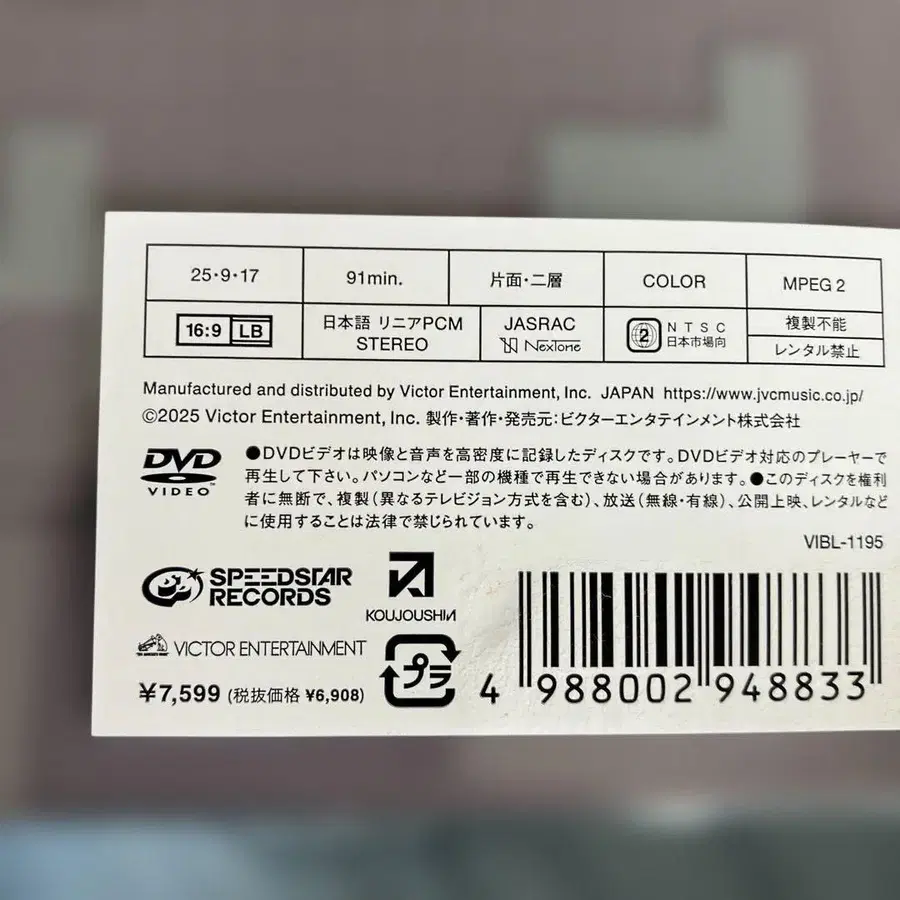 25・9・17 91min. 片面・二層 COLOR MPEG 2
16:9 LB 日本語 リニアPCM STEREO JASRAC NexTone 2 NTSC 日本市場向 複製不能 レンタル禁止
Manufactured and distributed by Victor Entertainment, Inc. JAPAN https://www.jvcmusic.co.jp/
©2025 Victor Entertainment, Inc. 製作・著作・発売元:ビクターエンタテインメント株式会社
DVD VIDEO
●DVDビデオは映像と音声を高密度に記録したディスクです。DVDビデオ対応のプレーヤーで
再生して下さい。パソコンなど一部の機種で再生できない場合があります。●このディスクを権利
者に無断で、複製(異なるテレビジョン方式を含む)、放送(無線・有線)、公開上映、レンタルなど
に使用することは法律で禁じられています。
VIBL-1195
SPEEDSTAR
RECORDS
KOUJOUSHIN
VICTOR ENTERTAINMENT
プラ
¥7,599 (税抜価格 ¥6,908)
4 988002 948833